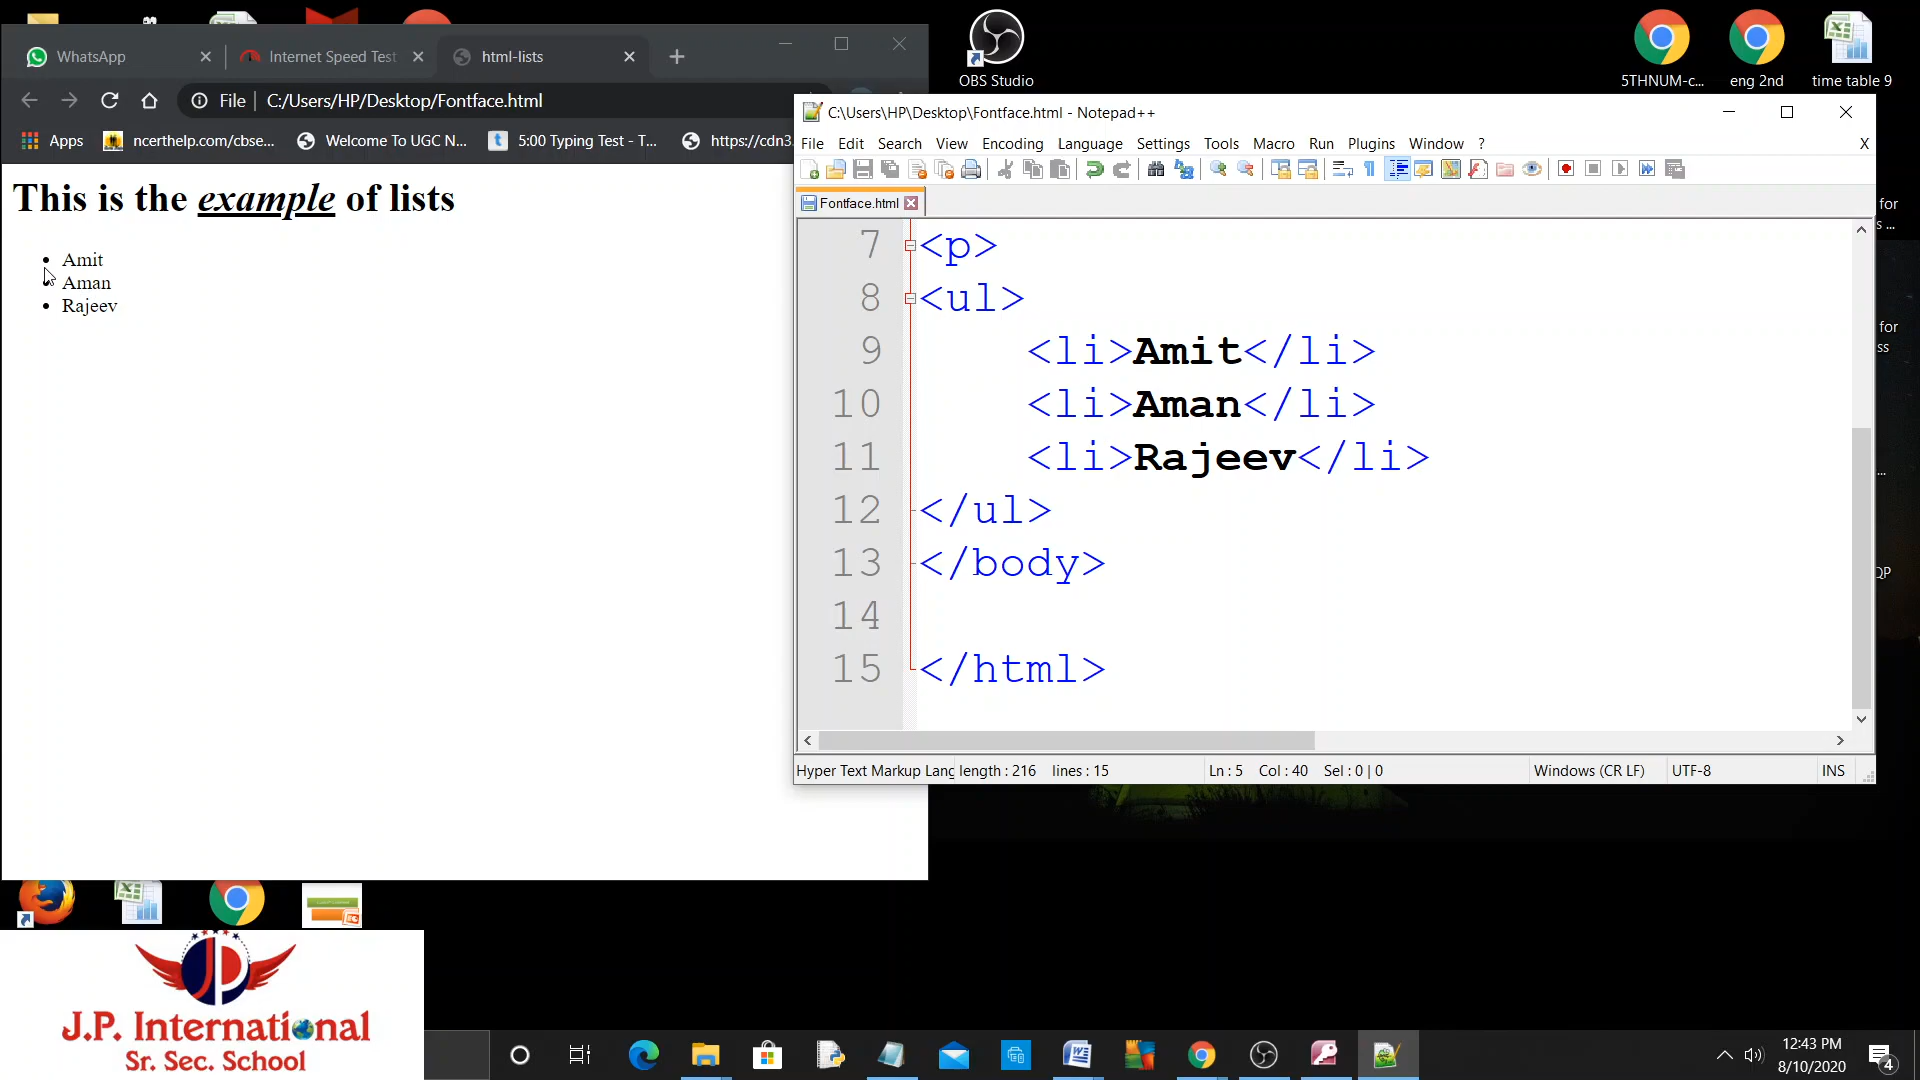 WhatsApp
Internet Speed Test
html-lists
File
C:/Users/HP/Desktop/Fontface.html
Apps
ncerthelp.com/cbse...
Welcome To UGC N...
t
5:00 Typing Test - T...
https://cdn3.
This is the example of lists
Amit
Aman
Rajeev
OBS Studio
5THNUM-c...
eng 2nd
time table 9
C:\Users\HP\Desktop\Fontface.html - Notepad++
File Edit Search View Encoding Language Settings Tools Macro Run Plugins Window ?
X
Fontface.html
7 <p>
8 <ul>
9 <li>Amit</li>
10 <li>Aman</li>
11 <li>Rajeev</li>
12 </ul>
13 </body>
14
15 </html>
Hyper Text Markup Lang length : 216 lines : 15 Ln : 5 Col : 40 Sel : 0 | 0 Windows (CR LF) UTF-8 INS
for
s ...
for
ss
...
QP
JP
J.P. International
Sr. Sec. School
12:43 PM
8/10/2020
4